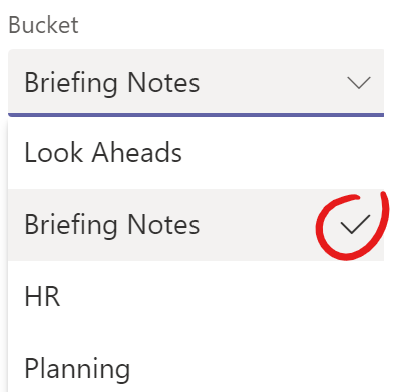 Bucket
Briefing Notes
Look Aheads
Briefing Notes
HR
Planning